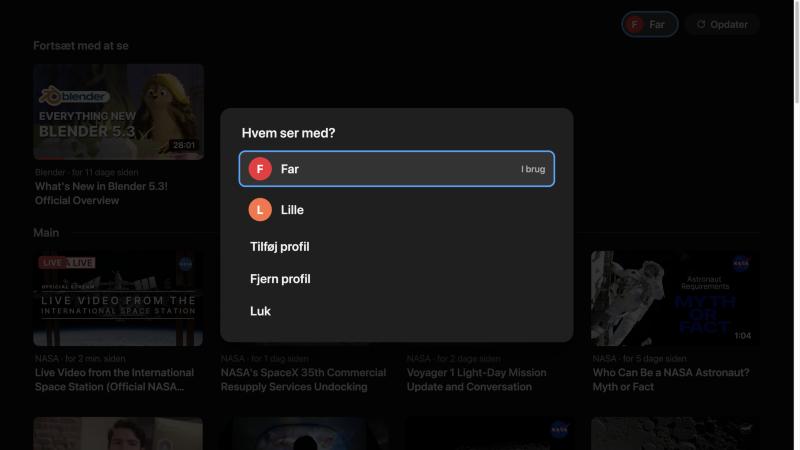 F Far
Opdater
Fortsæt med at se
blender
EVERYTHING NEW
BLENDER 5.3
28:01
Blender · for 11 dage siden
What's New in Blender 5.3!
Official Overview
Hvem ser med?
F Far
I brug
L Lille
Tilføj profil
Fjern profil
Luk
Main
LIVE LIVE
OFFICIAL STREAM
LIVE VIDEO FROM THE
INTERNATIONAL SPACE STATION
NASA · for 2 min. siden
Live Video from the International
Space Station (Official NASA...
NASA · for 1 dag siden
NASA's SpaceX 35th Commercial
Resupply Services Undocking
NASA · for 2 dage siden
Voyager 1 Light-Day Mission
Update and Conversation
NASA
Astronaut
Requirements
MYTH
OR
FACT
1:04
NASA · for 5 dage siden
Who Can Be a NASA Astronaut?
Myth or Fact
NASA